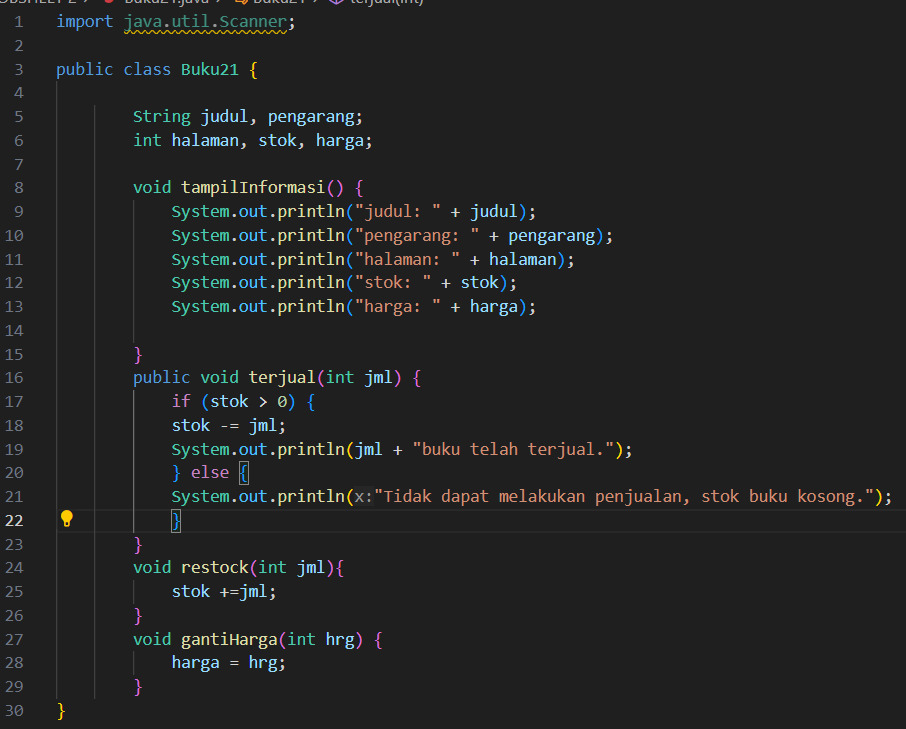 Buku21.java > Buku21 > terjual(int)
1 import java.util.Scanner;
2
3 public class Buku21 {
4
5 String judul, pengarang;
6 int halaman, stok, harga;
7
8 void tampilInformasi() {
9 System.out.println("judul: " + judul);
10 System.out.println("pengarang: " + pengarang);
11 System.out.println("halaman: " + halaman);
12 System.out.println("stok: " + stok);
13 System.out.println("harga: " + harga);
14
15 }
16 public void terjual(int jml) {
17 if (stok > 0) {
18 stok -= jml;
19 System.out.println(jml + "buku telah terjual.");
20 } else {
21 System.out.println(x:"Tidak dapat melakukan penjualan, stok buku kosong.");
22 }
23 }
24 void restock(int jml){
25 stok +=jml;
26 }
27 void gantiHarga(int hrg) {
28 harga = hrg;
29 }
30 }